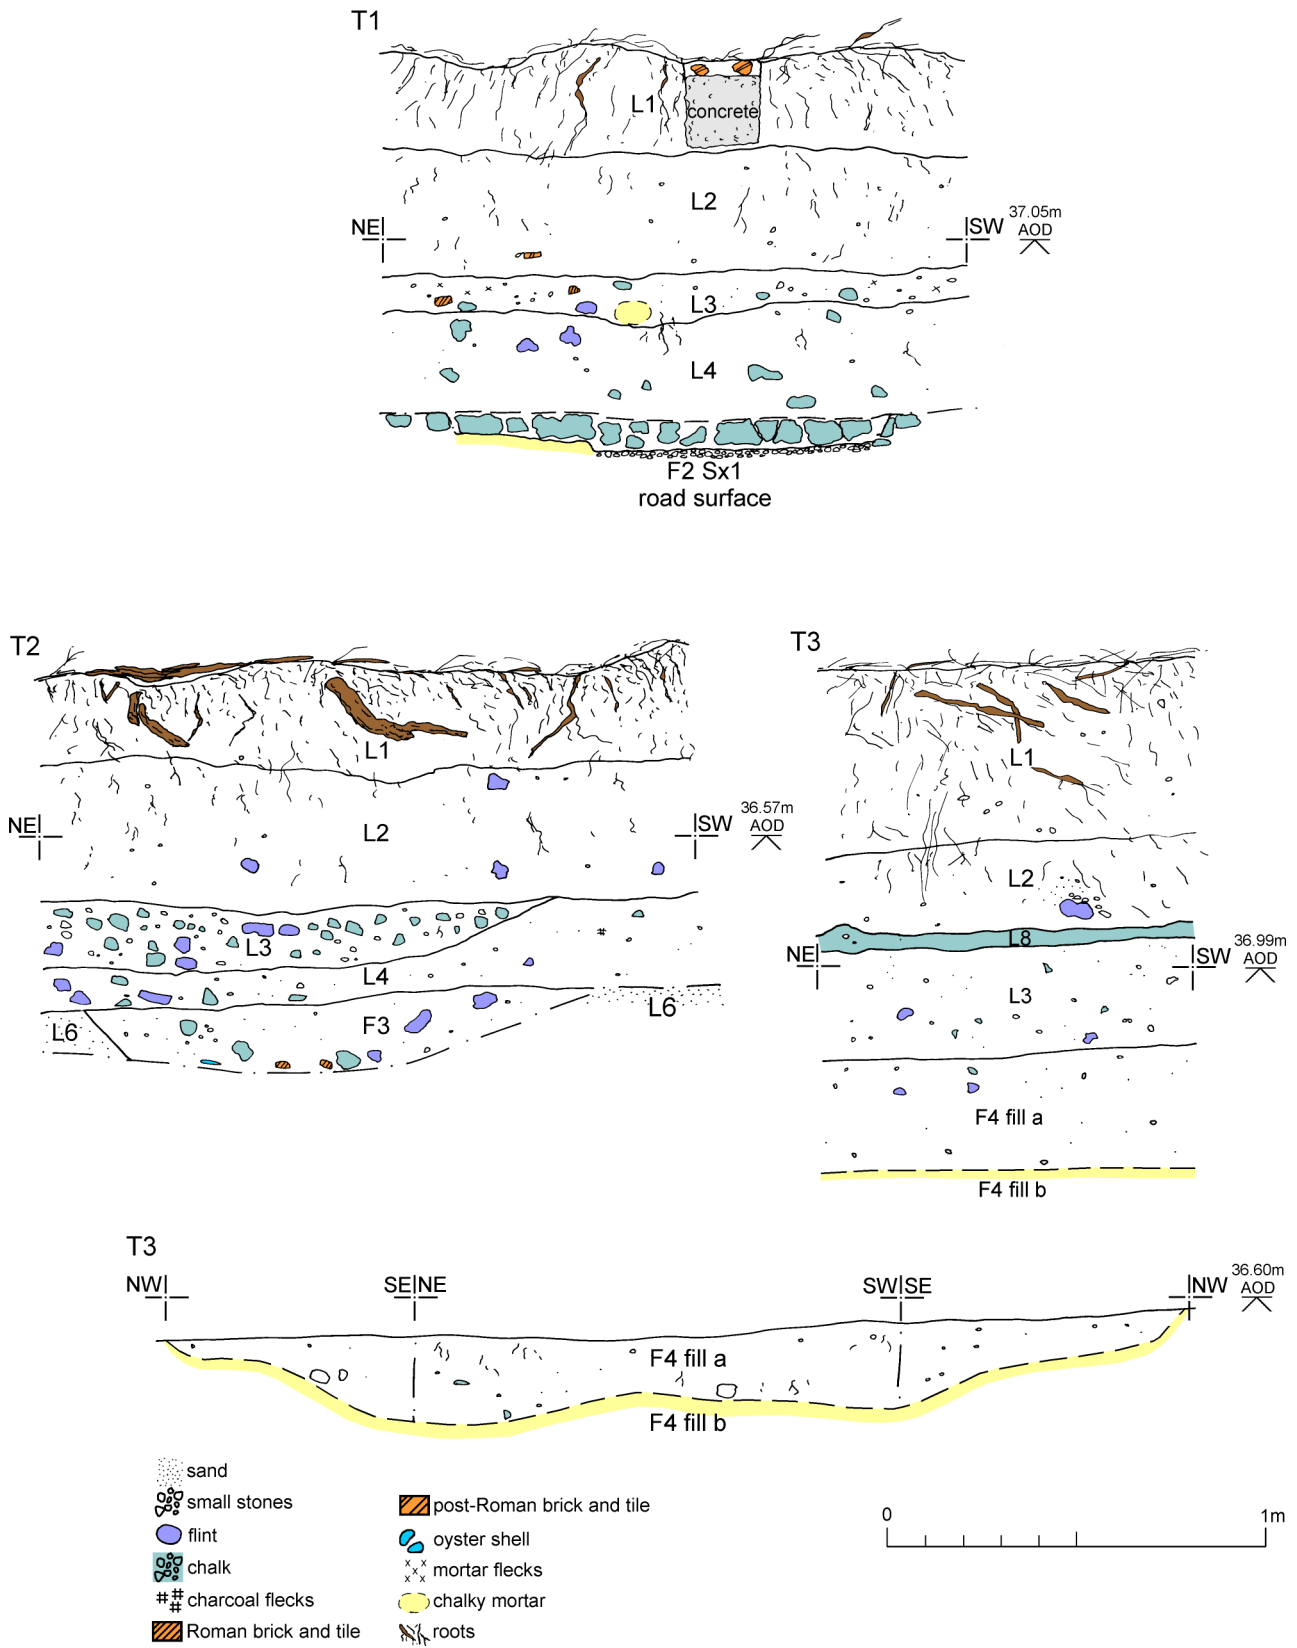 T1
L1
concrete
L2
NE
SW
37.05m
AOD
L3
L4
F2 Sx1
road surface
T2
L1
L2
NE
SW
36.57m
AOD
L3
L4
L6
F3
L6
T3
L1
L2
L8
NE
SW
36.99m
AOD
L3
F4 fill a
F4 fill b
T3
NW
SE NE
SW SE
NW
36.60m
AOD
F4 fill a
F4 fill b
sand
small stones
flint
chalk
charcoal flecks
Roman brick and tile
post-Roman brick and tile
oyster shell
mortar flecks
chalky mortar
roots
0
1m